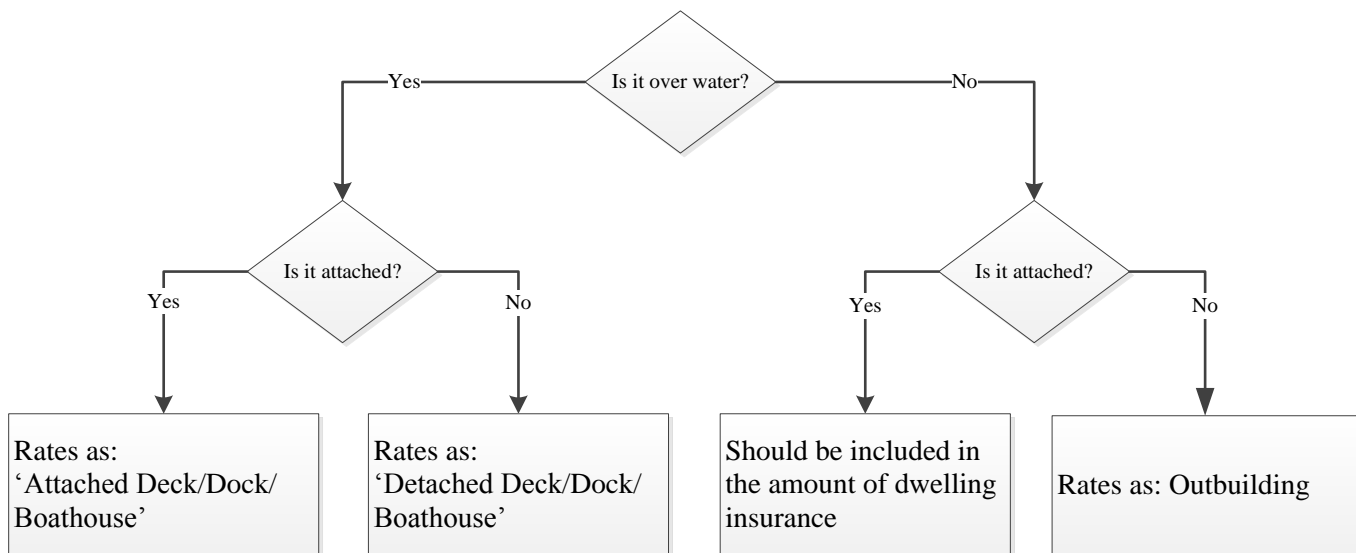 Is it over water?
Yes
No
Is it attached?
Is it attached?
Yes
No
Yes
No
Rates as:
‘Attached Deck/Dock/
Boathouse’
Rates as:
‘Detached Deck/Dock/
Boathouse’
Should be included in
the amount of dwelling
insurance
Rates as: Outbuilding